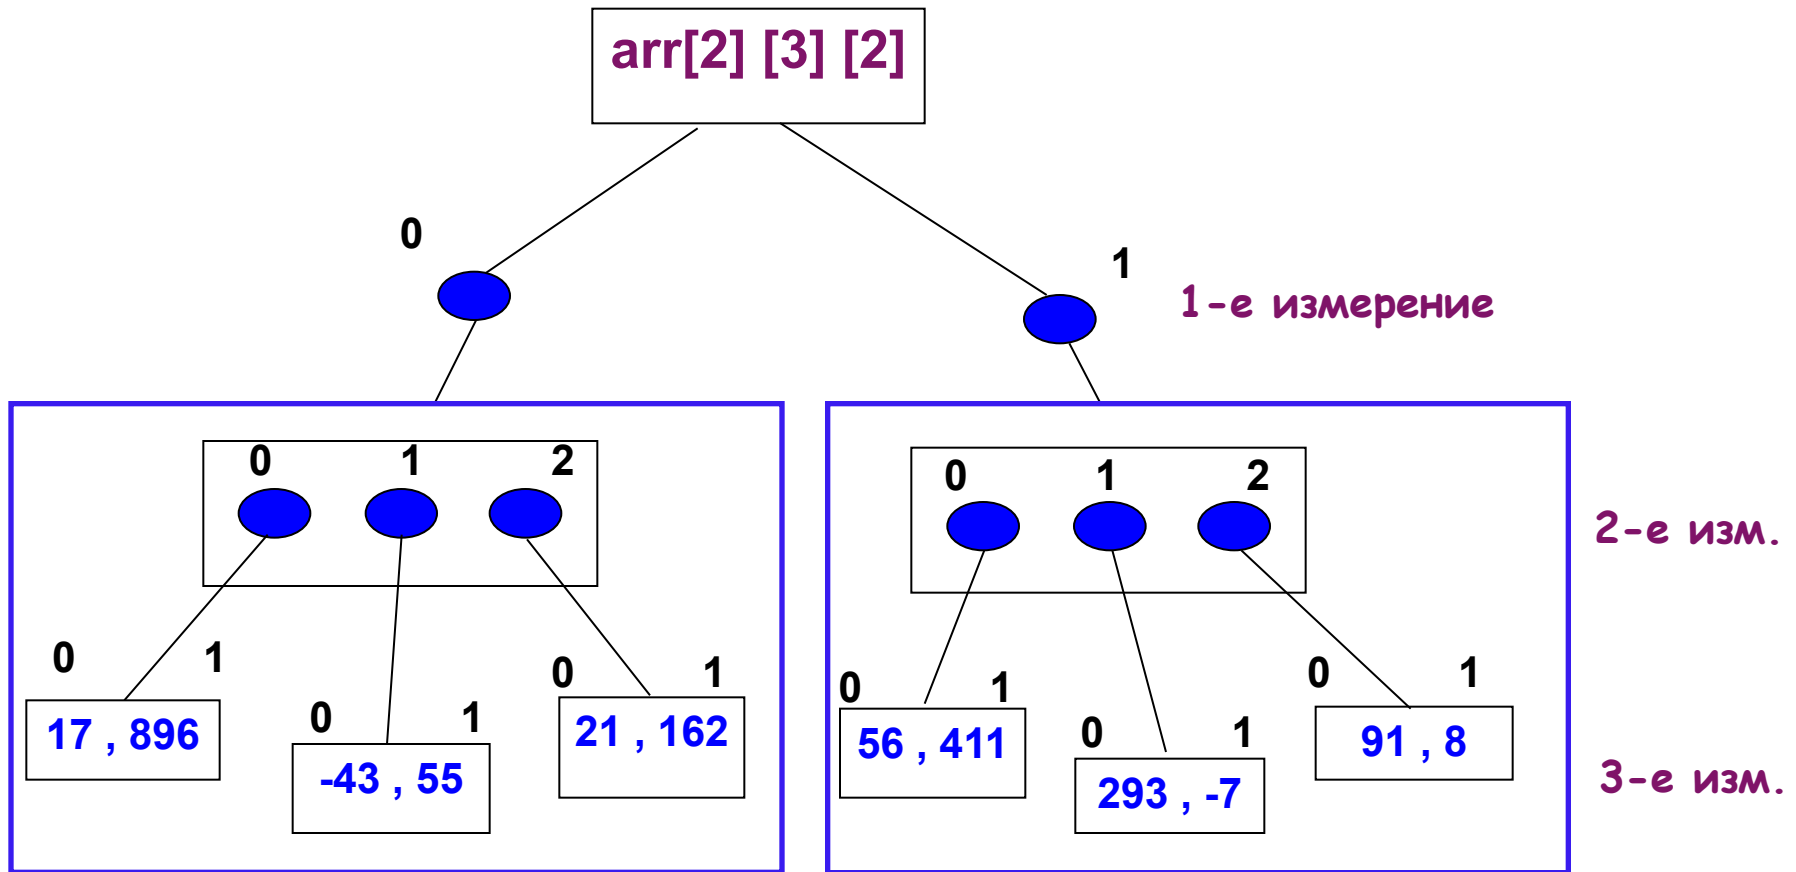 arr[2] [3] [2]
0
1
1-е измерение
0 1 2
0 1 2
2-е изм.
0 1
0 1
0 1
0 1
0 1
0 1
17 , 896
-43 , 55
21 , 162
56 , 411
293 , -7
91 , 8
3-е изм.